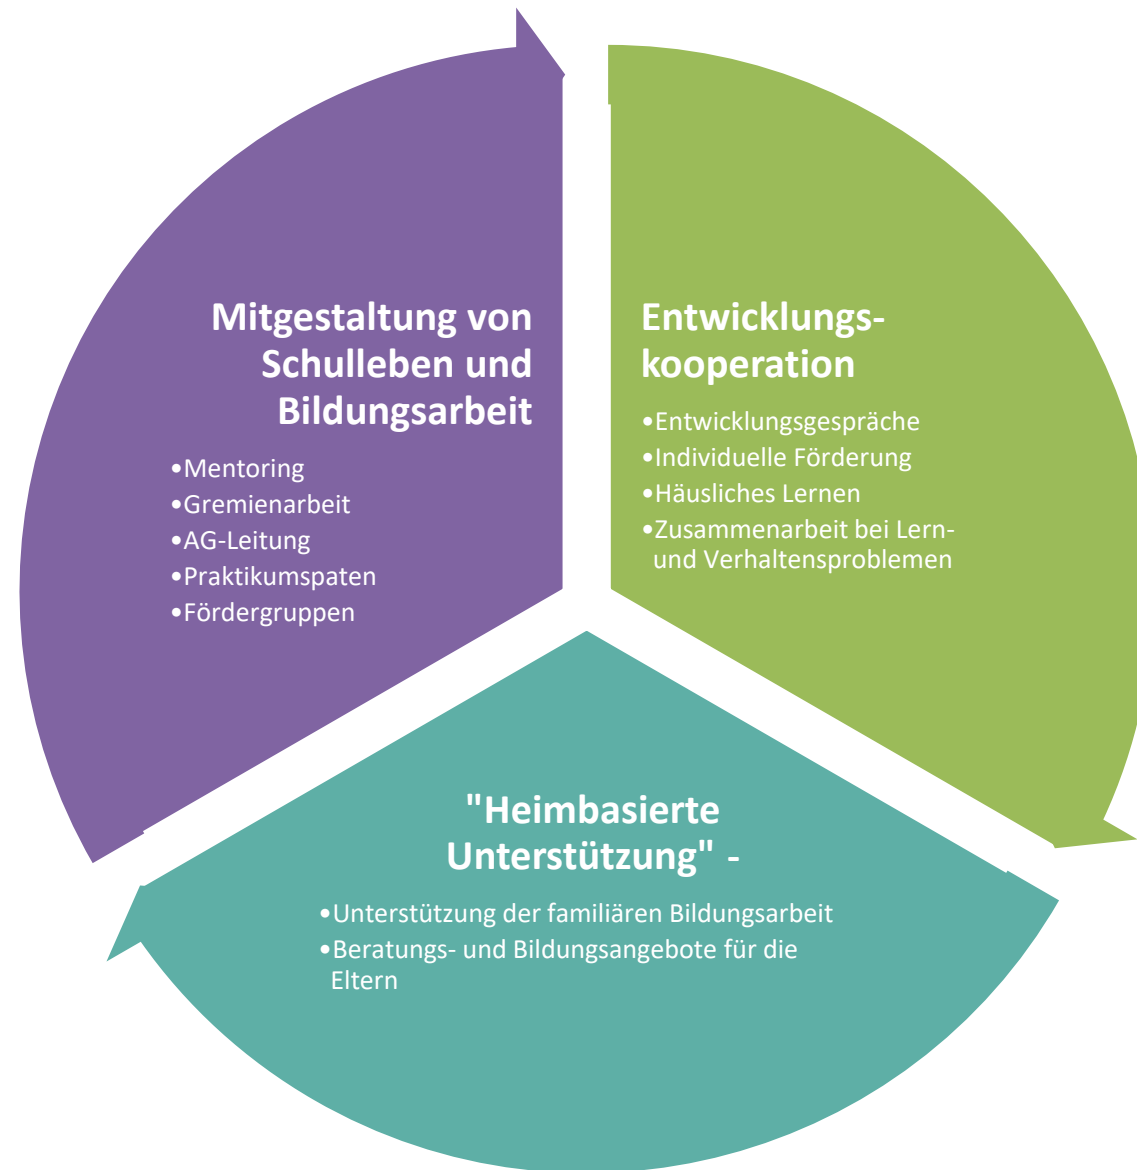 Mitgestaltung von
Schulleben und
Bildungsarbeit
•Mentoring
•Gremienarbeit
•AG-Leitung
•Praktikumspaten
•Fördergruppen
Entwicklungs-
kooperation
•Entwicklungsgespräche
•Individuelle Förderung
•Häusliches Lernen
•Zusammenarbeit bei Lern-
und Verhaltensproblemen
"Heimbasierte
Unterstützung" -
•Unterstützung der familiären Bildungsarbeit
•Beratungs- und Bildungsangebote für die
Eltern